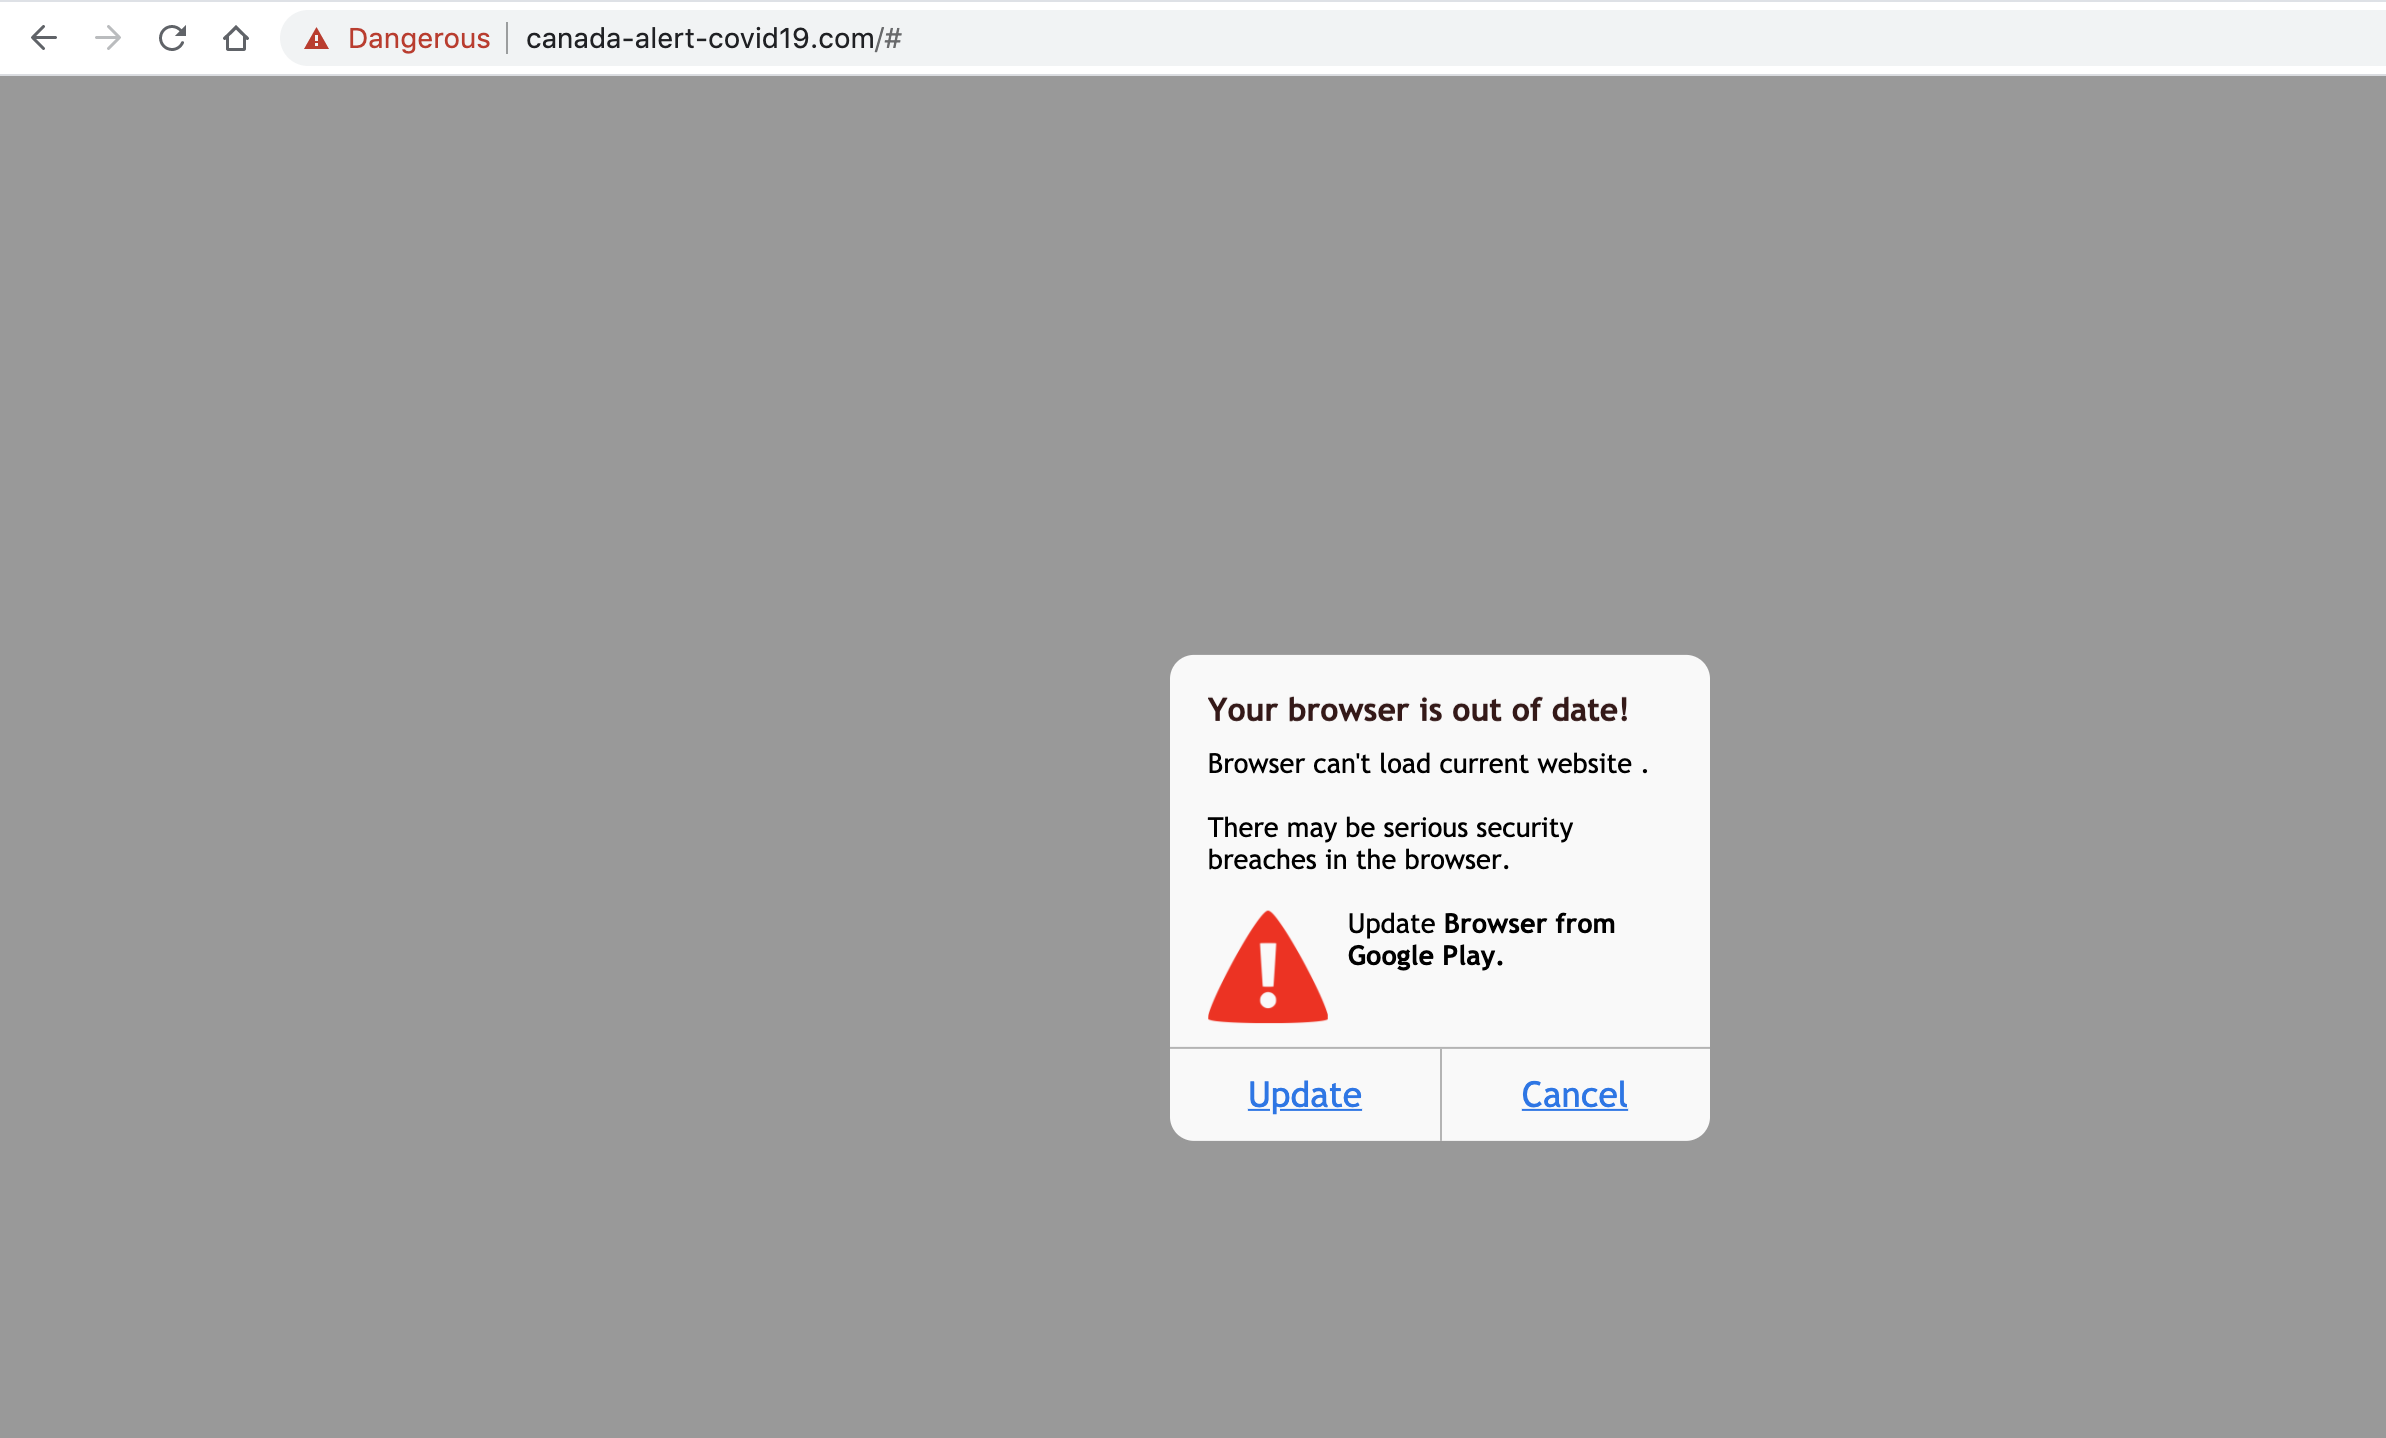 Dangerous canada-alert-covid19.com/#
Your browser is out of date!
Browser can't load current website .
There may be serious security
breaches in the browser.
Update Browser from
Google Play.
Update Cancel